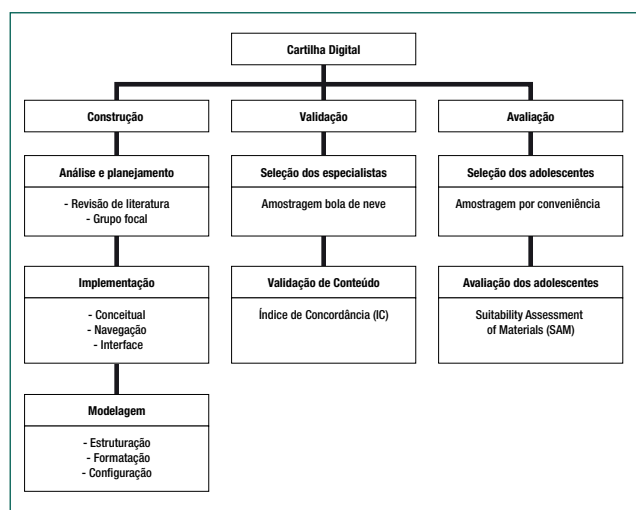 Cartilha Digital
Construção
Validação
Avaliação
Análise e planejamento
- Revisão de literatura
- Grupo focal
Seleção dos especialistas
Amostragem bola de neve
Seleção dos adolescentes
Amostragem por conveniência
Implementação
- Conceitual
- Navegação
- Interface
Validação de Conteúdo
Índice de Concordância (IC)
Avaliação dos adolescentes
Suitability Assessment
of Materials (SAM)
Modelagem
- Estruturação
- Formatação
- Configuração